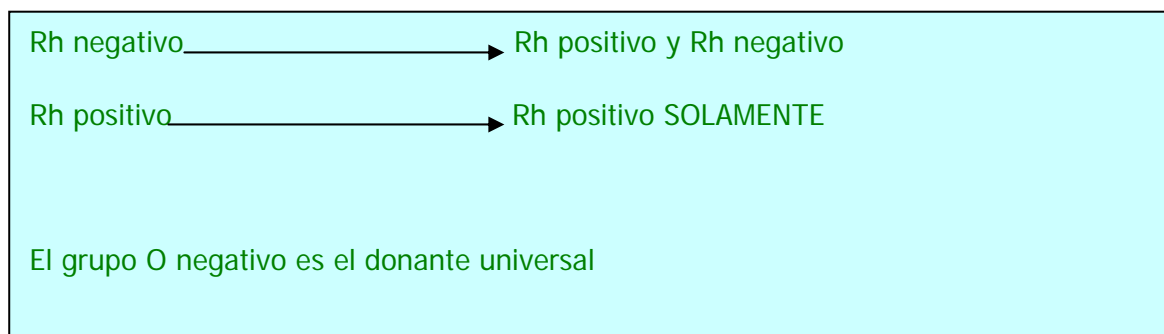 Rh negativo Rh positivo y Rh negativo
Rh positivo Rh positivo SOLAMENTE
El grupo O negativo es el donante universal